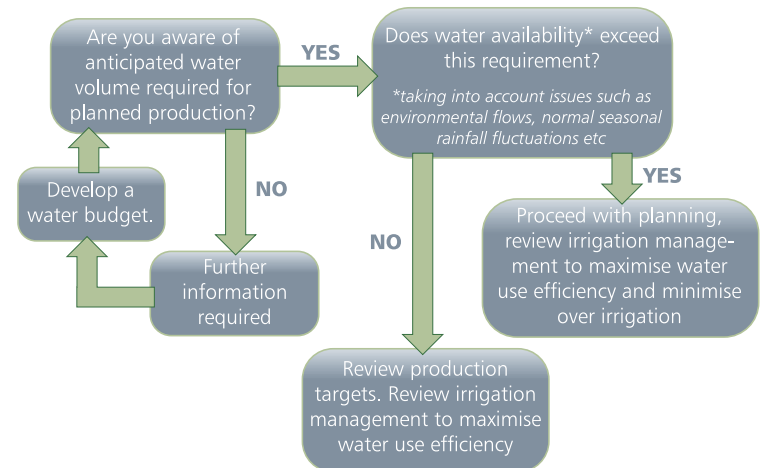 Are you aware of
anticipated water
volume required for
planned production?
YES
Does water availability* exceed
this requirement?
*taking into account issues such as
environmental flows, normal seasonal
rainfall fluctuations etc
NO
Further
information
required
Develop a
water budget.
YES
Proceed with planning,
review irrigation manage-
ment to maximise water
use efficiency and minimise
over irrigation
NO
Review production
targets. Review irrigation
management to maximise
water use efficiency